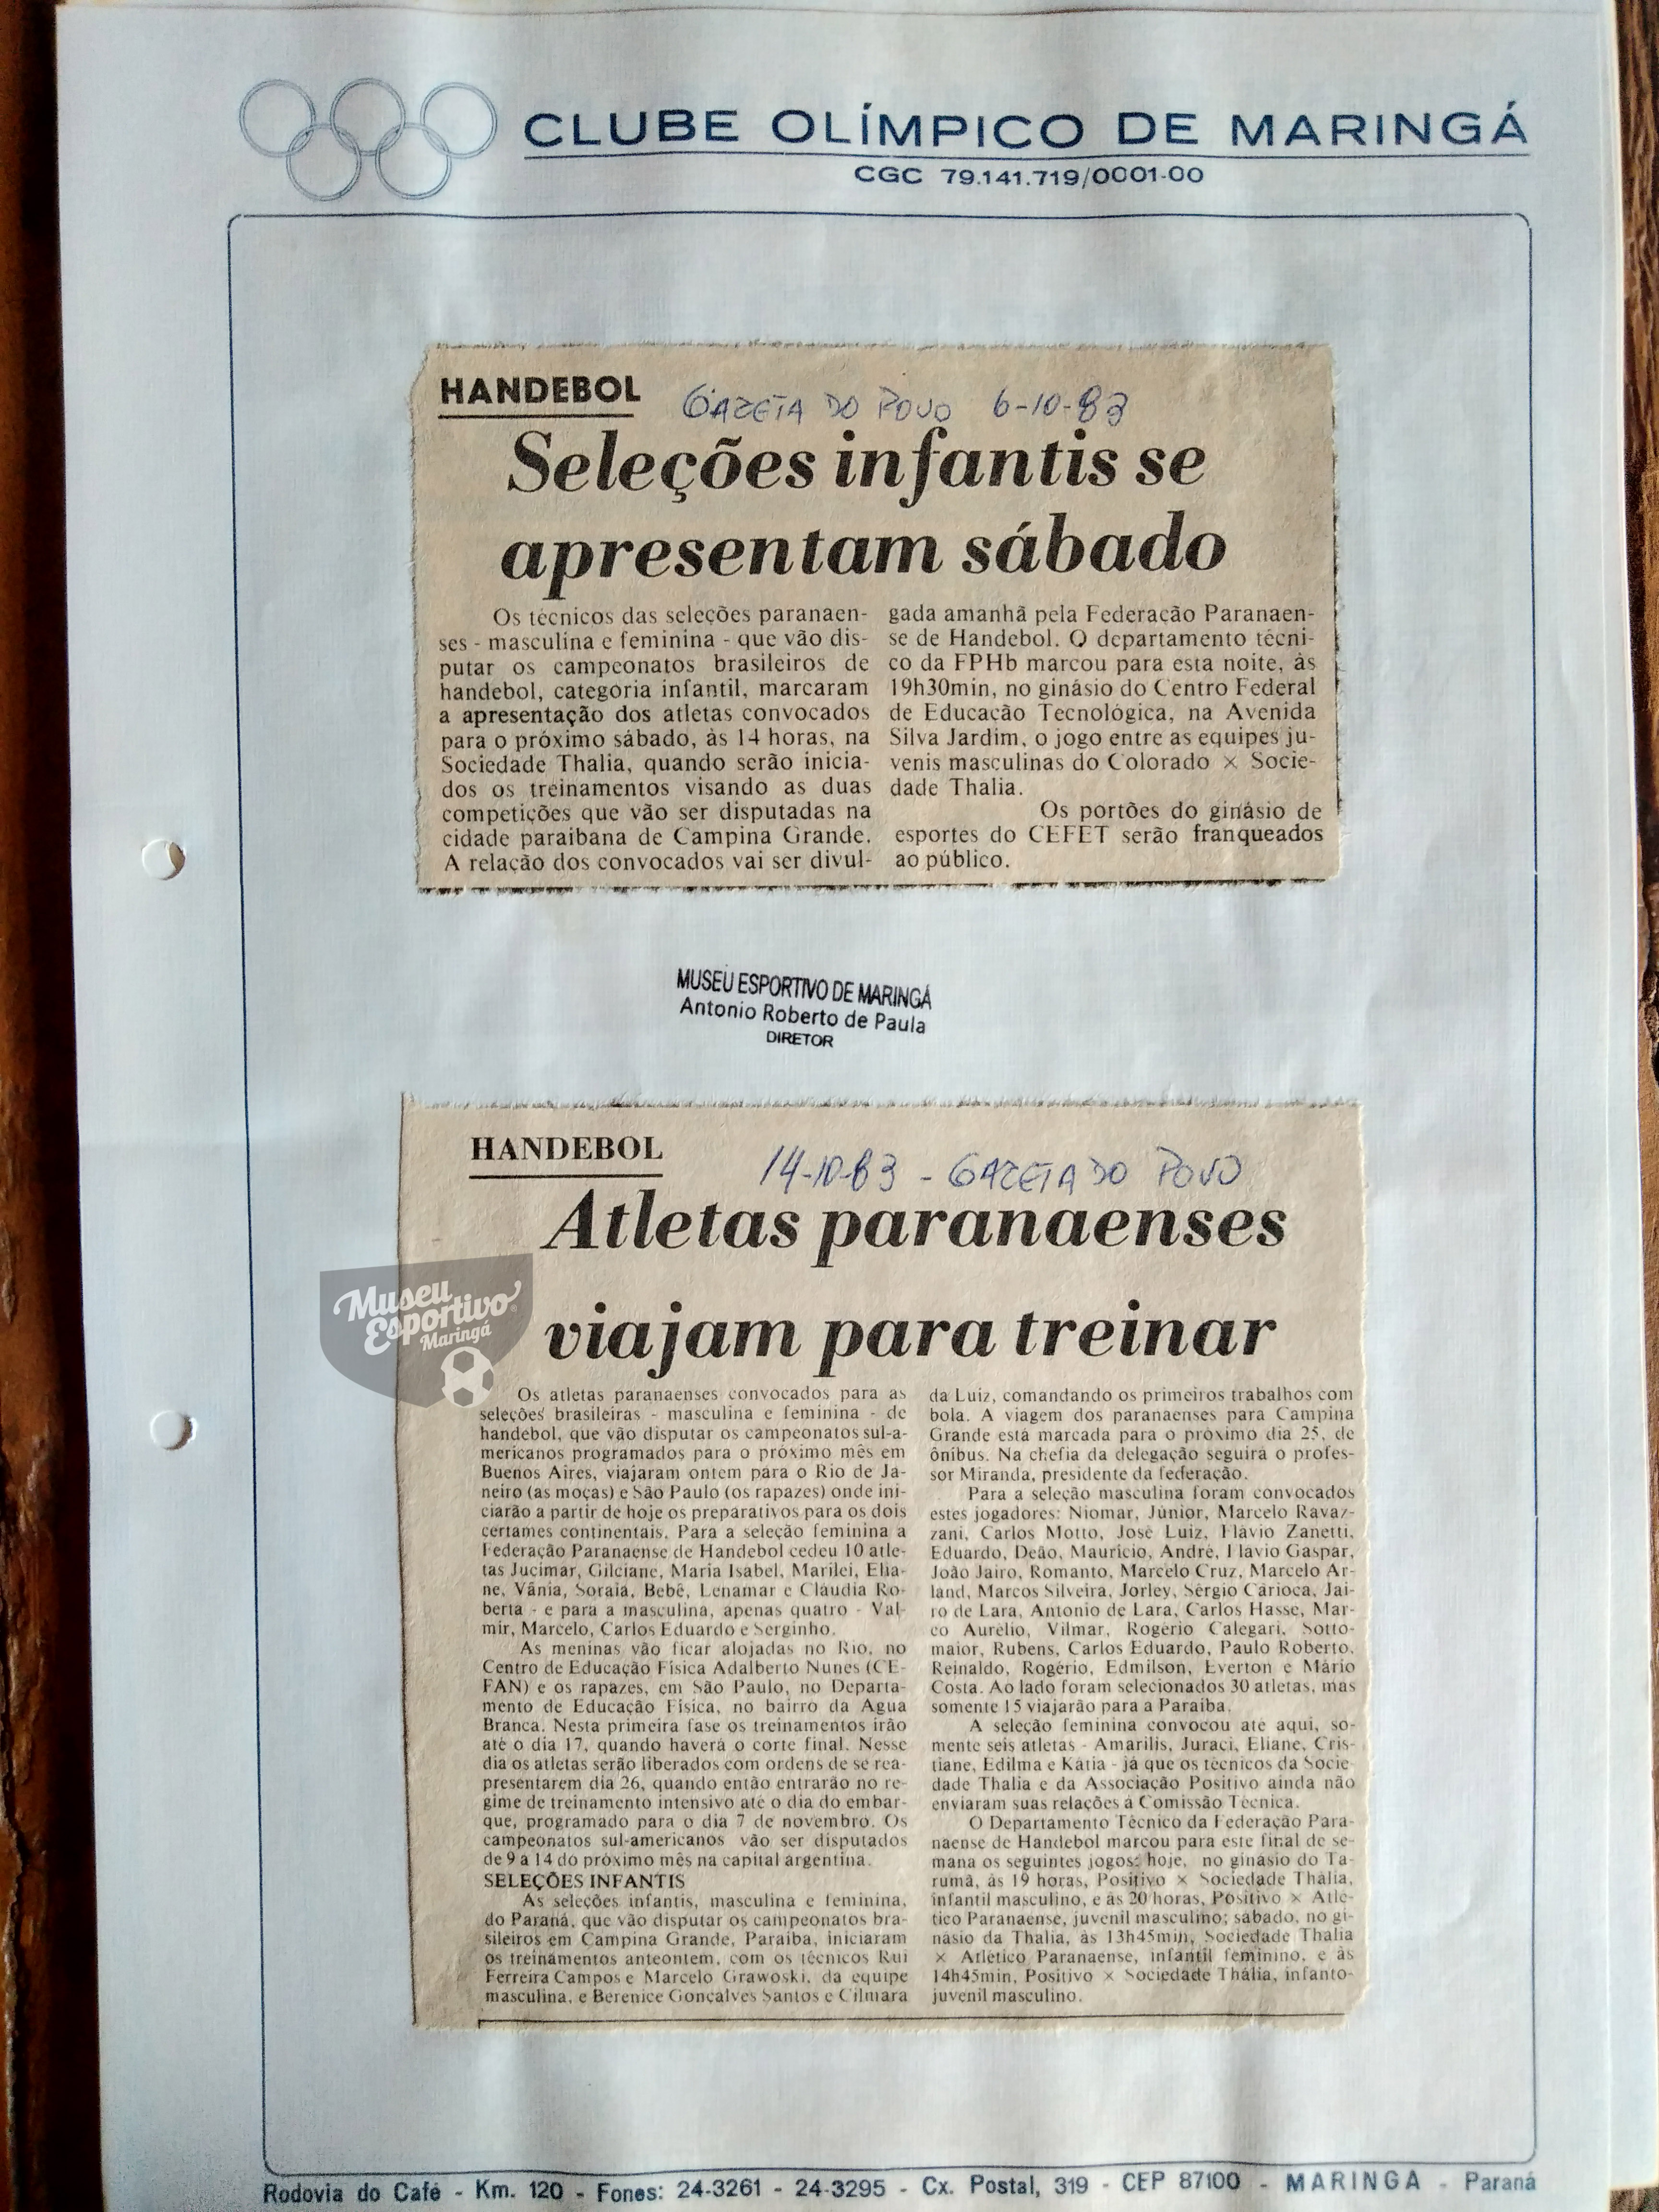 CLUBE OLÍMPICO DE MARINGÁ
CGC 79.141.719/0001-00
HANDEBOL
GAZETA DO POVO 6-10-83
Seleções infantis se
apresentam sábado
Os técnicos das seleções paranaen-
ses - masculina e feminina - que vão dis-
putar os campeonatos brasileiros de
handebol, categoria infantil, marcaram
a apresentação dos atletas convocados
para o próximo sábado, às 14 horas, na
Sociedade Thalia, quando serão inicia-
dos os treinamentos visando as duas
competições que vão ser disputadas na
cidade paraibana de Campina Grande.
A relação dos convocados vai ser divul-
gada amanhã pela Federação Paranaen-
se de Handebol. O departamento técni-
co da FPHb marcou para esta noite, às
19h30min, no ginásio do Centro Federal
de Educação Tecnológica, na Avenida
Silva Jardim, o jogo entre as equipes ju-
venis masculinas do Colorado × Socie-
dade Thalia.
Os portões do ginásio de
esportes do CEFET serão franqueados
ao público.
MUSEU ESPORTIVO DE MARINGÁ
Antonio Roberto de Paula
DIRETOR
HANDEBOL
14-10-83 - GAZETA DO POVO
Atletas paranaenses
viajam para treinar
Museu
Esportivo
Maringá
Os atletas paranaenses convocados para as
seleções brasileiras - masculina e feminina - de
handebol, que vão disputar os campeonatos sul-a-
mericanos programados para o próximo mês em
Buenos Aires, viajaram ontem para o Rio de Ja-
neiro (as moças) e São Paulo (os rapazes) onde ini-
ciarão a partir de hoje os preparativos para os dois
certames continentais. Para a seleção feminina a
Federação Paranaense de Handebol cedeu 10 atle-
tas Jucimar, Gilciane, Maria Isabel, Marilei, Elia-
ne, Vânia, Soraia, Bebê, Lenamar e Cláudia Ro-
berta - e para a masculina, apenas quatro - Val-
mir, Marcelo, Carlos Eduardo e Serginho.
As meninas vão ficar alojadas no Rio, no
Centro de Educação Física Adalberto Nunes (CE-
FAN) e os rapazes, em São Paulo, no Departa-
mento de Educação Física, no bairro da Agua
Branca. Nesta primeira fase os treinamentos irão
até o dia 17, quando haverá o corte final. Nesse
dia os atletas serão liberados com ordens de se rea-
presentarem dia 26, quando então entrarão no re-
gime de treinamento intensivo até o dia do embar-
que, programado para o dia 7 de novembro. Os
campeonatos sul-americanos vão ser disputados
de 9 a 14 do próximo mês na capital argentina.
SELEÇÕES INFANTIS
As seleções infantis, masculina e feminina,
do Paraná, que vão disputar os campeonatos bra-
sileiros em Campina Grande, Paraiba, iniciaram
os treinamentos anteontem, com os técnicos Rui
Ferreira Campos e Marcelo Grawoski, da equipe
masculina, e Berenice Gonçalves Santos e Cilmara
da Luiz, comandando os primeiros trabalhos com
bola. A viagem dos paranaenses para Campina
Grande está marcada para o próximo dia 25, de
ônibus. Na chefia da delegação seguirá o profes-
sor Miranda, presidente da federação.
Para a seleção masculina foram convocados
estes jogadores: Niomar, Júnior, Marcelo Ravaz-
zani, Carlos Motto, José Luiz, Flávio Zanetti,
Eduardo, Deão, Maurício, André, Flávio Gaspar,
João Jairo, Romanto, Marcelo Cruz, Marcelo Ar-
land, Marcos Silveira, Jorley, Sérgio Carioca, Jai-
ro de Lara, Antonio de Lara, Carlos Hasse, Mar-
co Aurélio, Vilmar, Rogério Calegari, Sotto-
maior, Rubens, Carlos Eduardo, Paulo Roberto,
Reinaldo, Rogério, Edmilson, Everton e Mário
Costa. Ao lado foram selecionados 30 atletas, mas
somente 15 viajarão para a Paraiba.
A seleção feminina convocou até aqui, so-
mente seis atletas - Amarilis, Juraci, Eliane, Cris-
tiane, Edilma e Katia - já que os técnicos da Socie-
dade Thalia e da Associação Positivo ainda não
enviaram suas relações à Comissão Técnica.
O Departamento Técnico da Federação Para-
naense de Handebol marcou para este final de se-
mana os seguintes jogos: hoje, no ginásio do Ta-
rumã, às 19 horas, Positivo × Sociedade Thalia,
infantil masculino, e às 20 horas, Positivo × Atlé-
tico Paranaense, juvenil masculino; sábado, no gi-
násio da Thalia, às 13h45min, Sociedade Thalia
× Atlético Paranaense, infantil feminino, e às
14h45min, Positivo × Sociedade Thália, infanto-
juvenil masculino.
Rodovia do Café - Km. 120 - Fones: 24-3261 - 24-3295 - Cx. Postal, 319 - CEP 87100 - MARINGA - Paraná